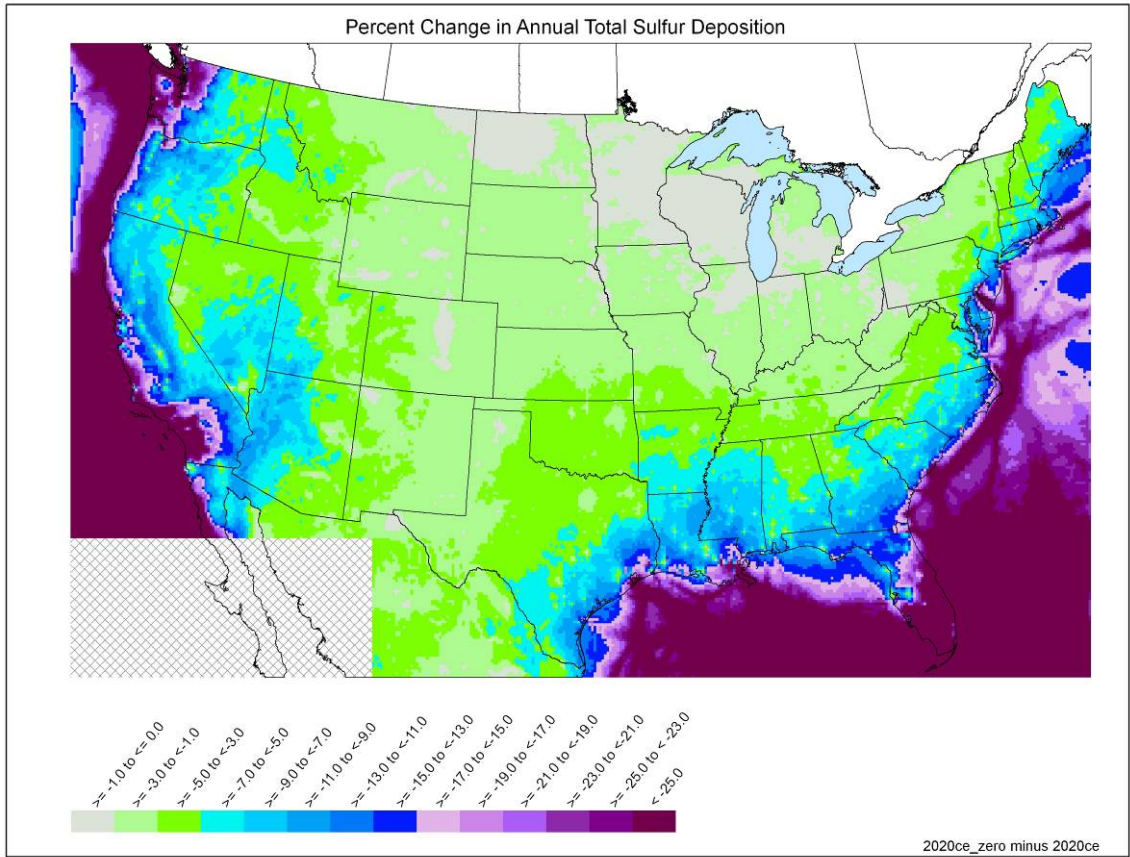 Percent Change in Annual Total Sulfur Deposition
>= -1.0 to <= 0.0
>= -3.0 to <-1.0
>= -5.0 to <-3.0
>= -7.0 to <-5.0
>= -9.0 to <-7.0
>= -11.0 to <-9.0
>= -13.0 to <-11.0
>= -15.0 to <-13.0
>= -17.0 to <-15.0
>= -19.0 to <-17.0
>= -21.0 to <-19.0
>= -23.0 to <-21.0
>= -25.0 to < -23.0
< -25.0
2020ce_zero minus 2020ce